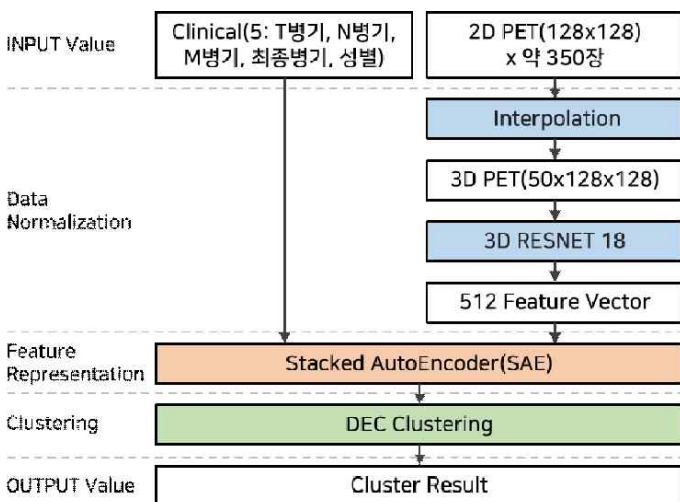 INPUT Value
Clinical(5: T병기, N병기,
M병기, 최종병기, 성별)
2D PET(128x128)
x 약 350장
Interpolation
3D PET(50x128x128)
Data
Normalization
3D RESNET 18
512 Feature Vector
Feature
Representation
Stacked AutoEncoder(SAE)
Clustering
DEC Clustering
OUTPUT Value
Cluster Result